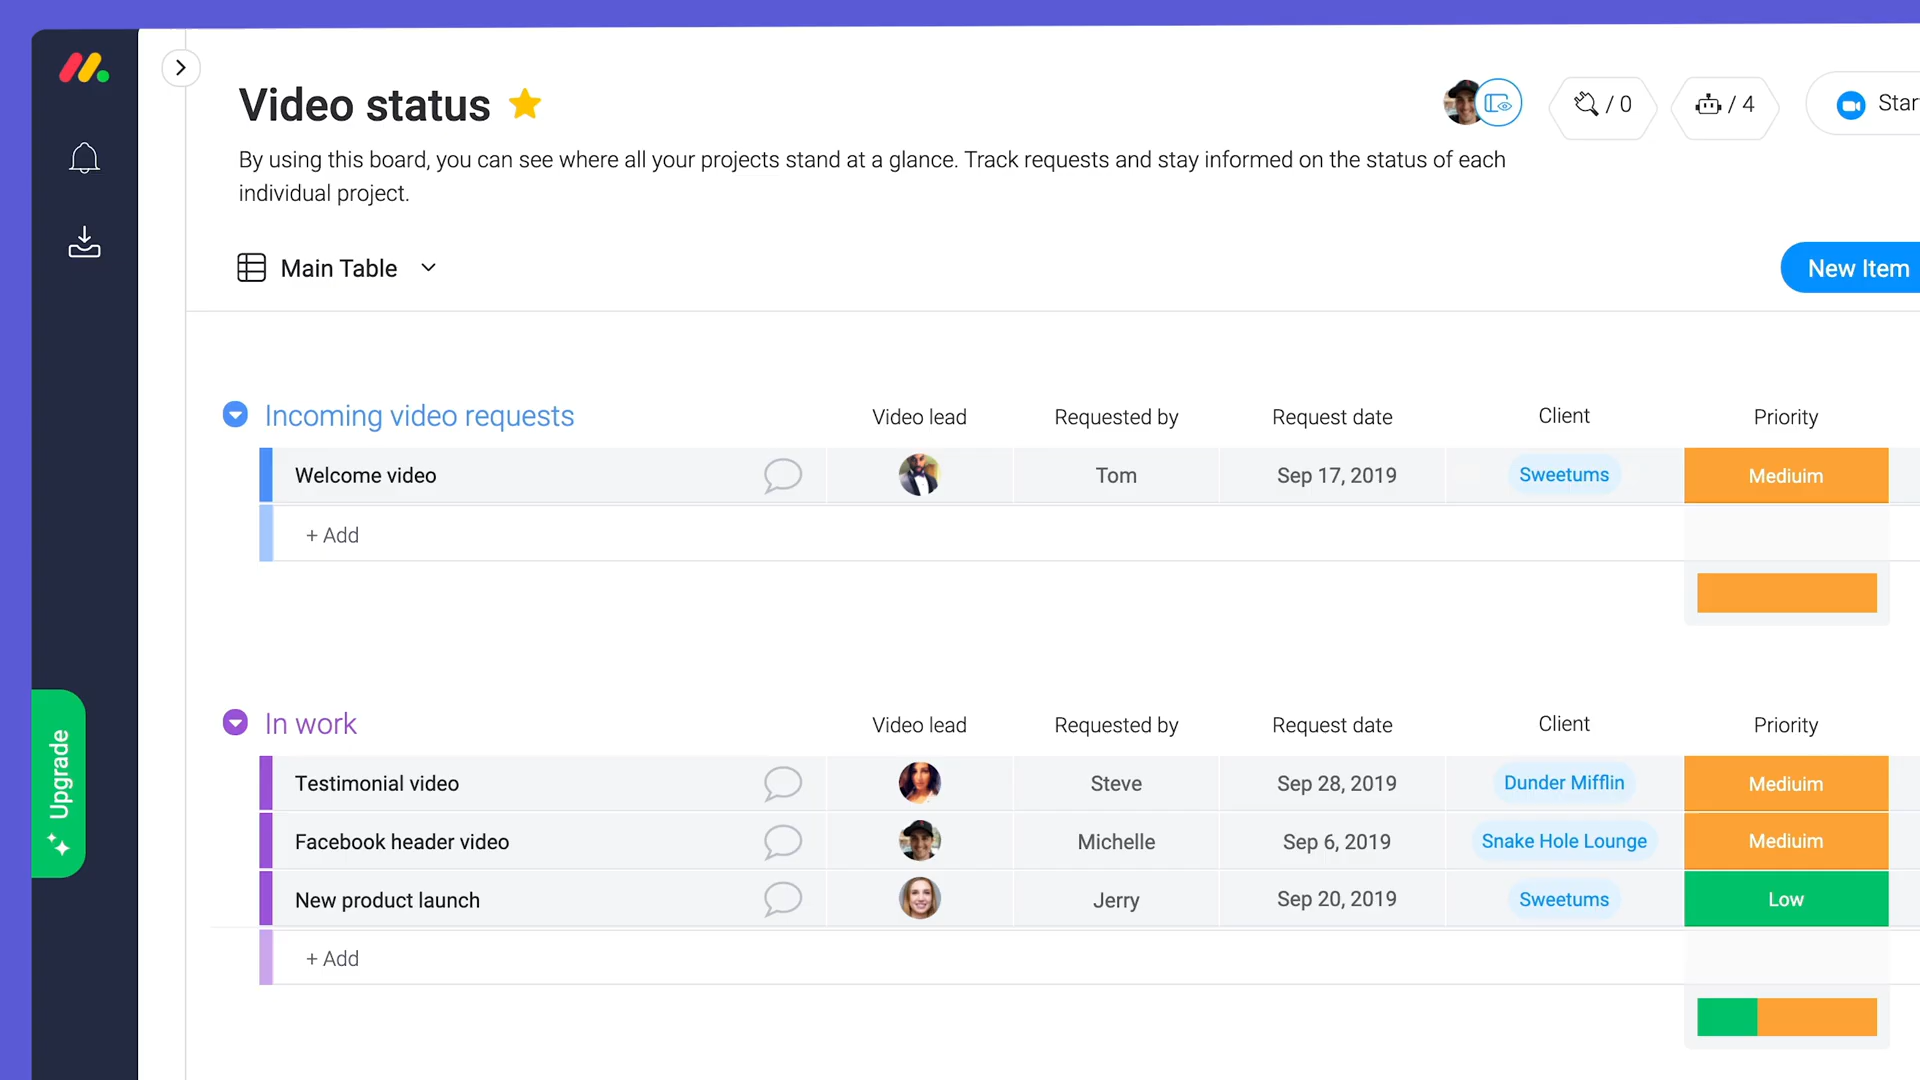 Video status
/ 0
/ 4
By using this board, you can see where all your projects stand at a glance. Track requests and stay informed on the status of each
individual project.
Main Table
New Item
Incoming video requests Video lead Requested by Request date Client Priority
Welcome video Tom Sep 17, 2019 Sweetums Mediuim
+ Add
In work Video lead Requested by Request date Client Priority
Testimonial video Steve Sep 28, 2019 Dunder Mifflin Mediuim
Facebook header video Michelle Sep 6, 2019 Snake Hole Lounge Mediuim
New product launch Jerry Sep 20, 2019 Sweetums Low
+ Add
Upgrade